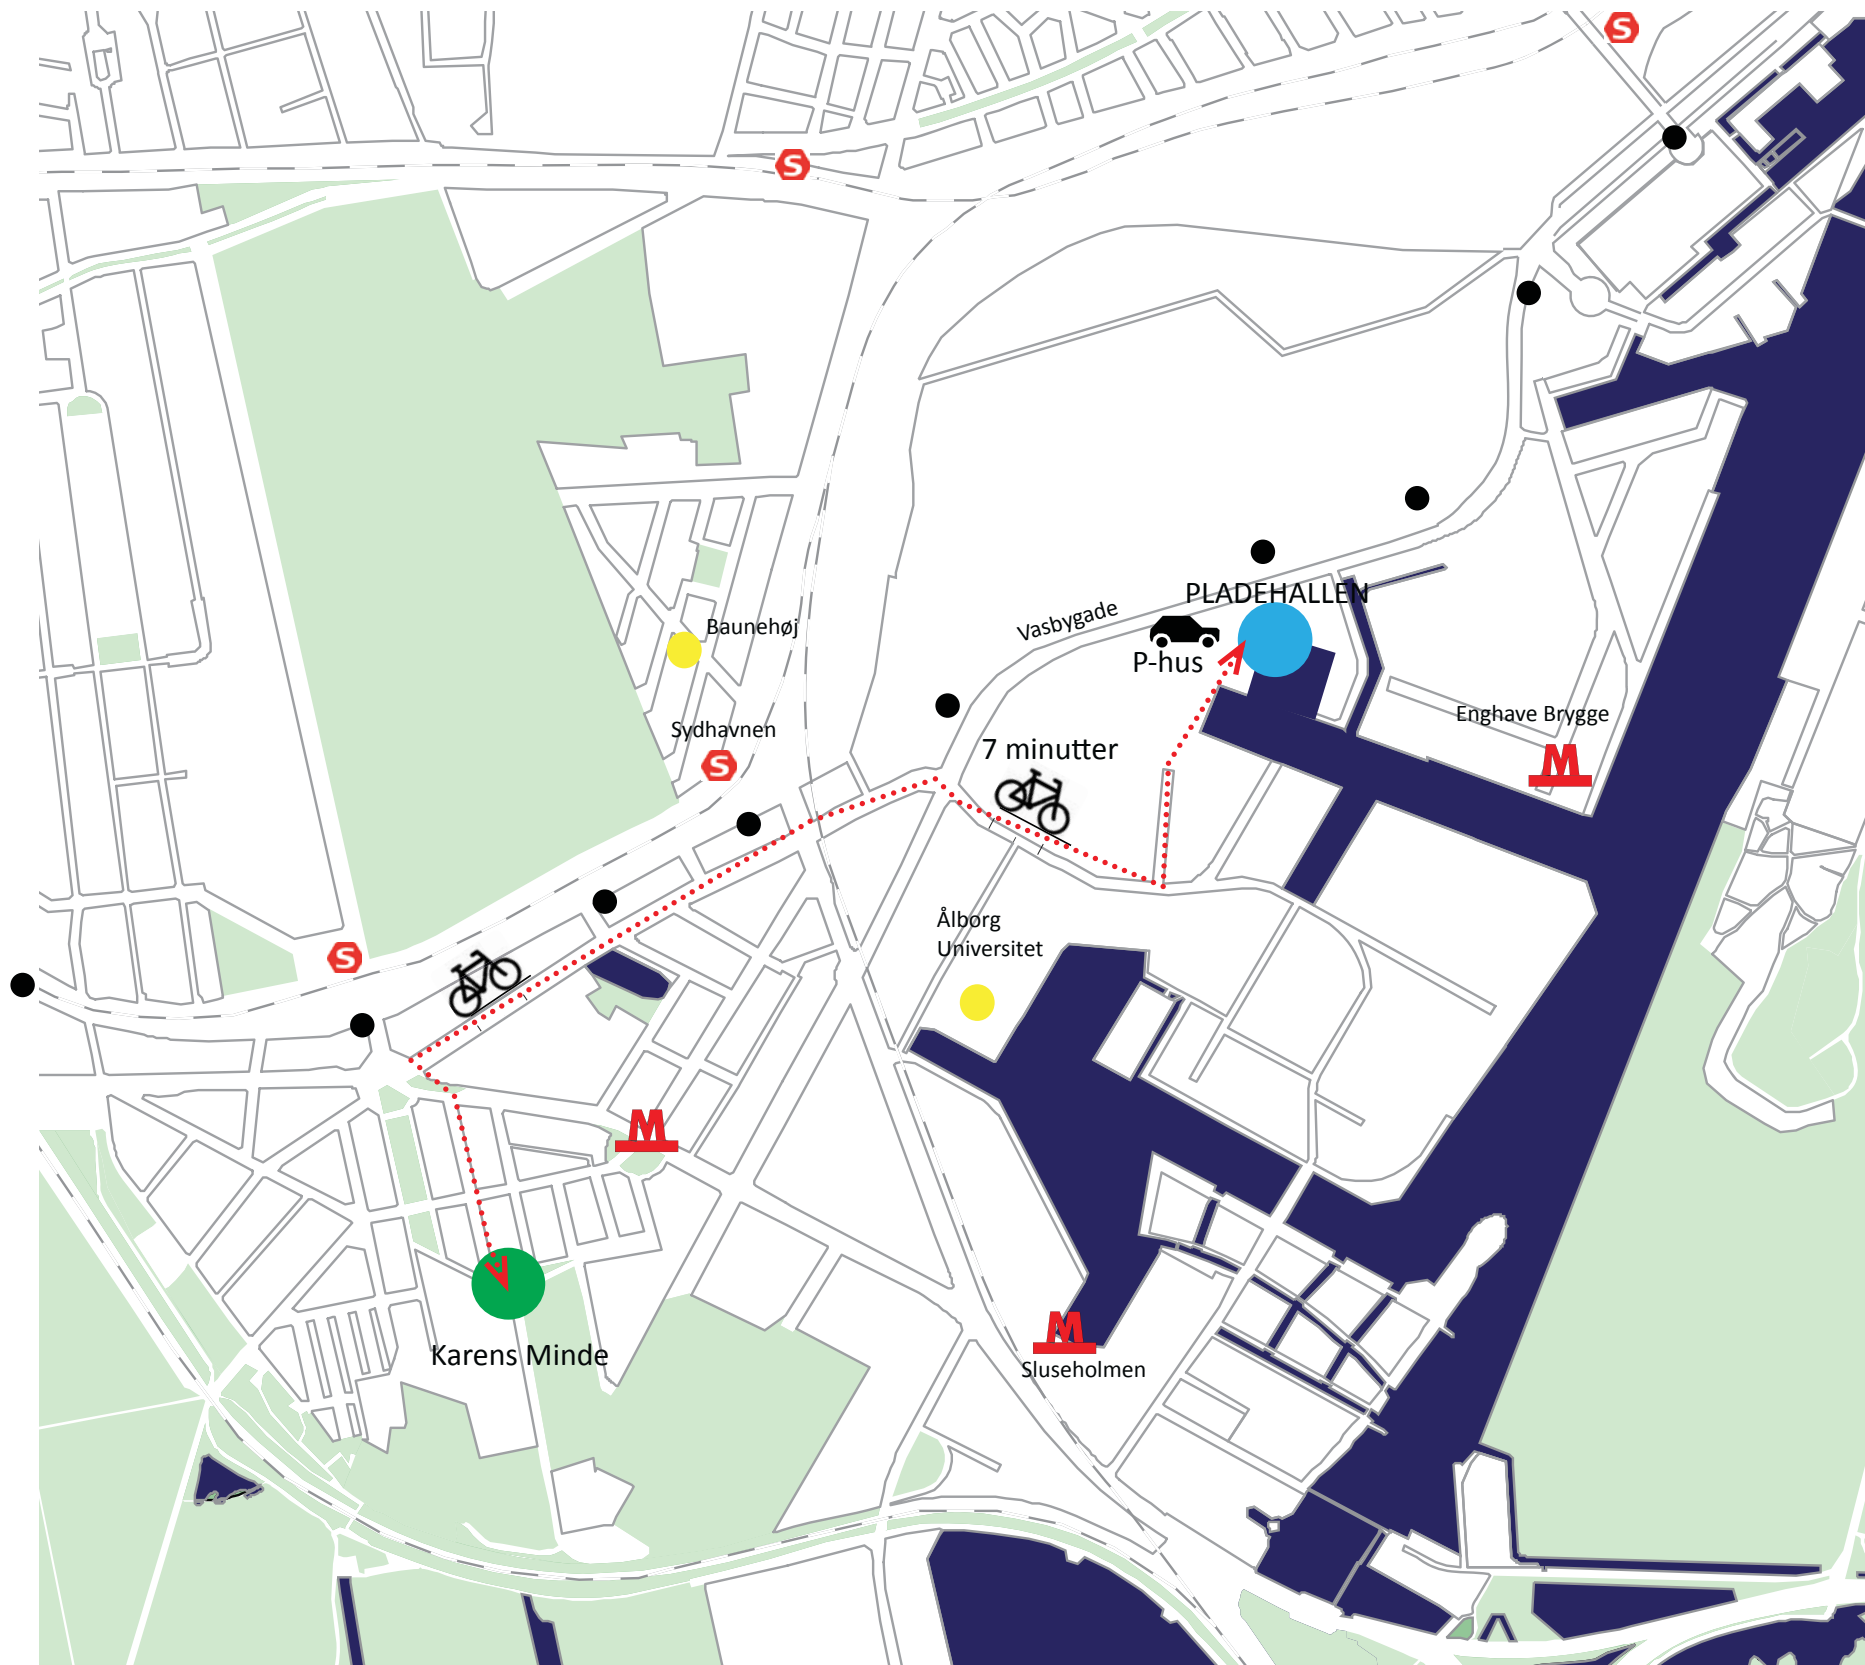 S
S
PLADEHALLEN
Vasbygade
Baunehøj
P-hus
Enghave Brygge
M
Sydhavnen
S
7 minutter
Ålborg
Universitet
S
M
M
Karens Minde
Sluseholmen